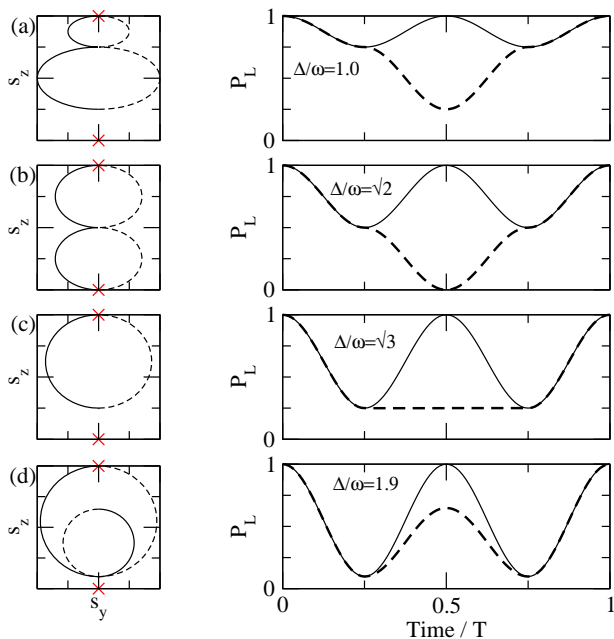 (a)
s_z
P_L
1
0
Δ/ω=1.0
(b)
s_z
P_L
1
0
Δ/ω=√2
(c)
s_z
P_L
1
0
Δ/ω=√3
(d)
s_z
P_L
1
0
Δ/ω=1.9
0 0.5 1
s_y
Time / T